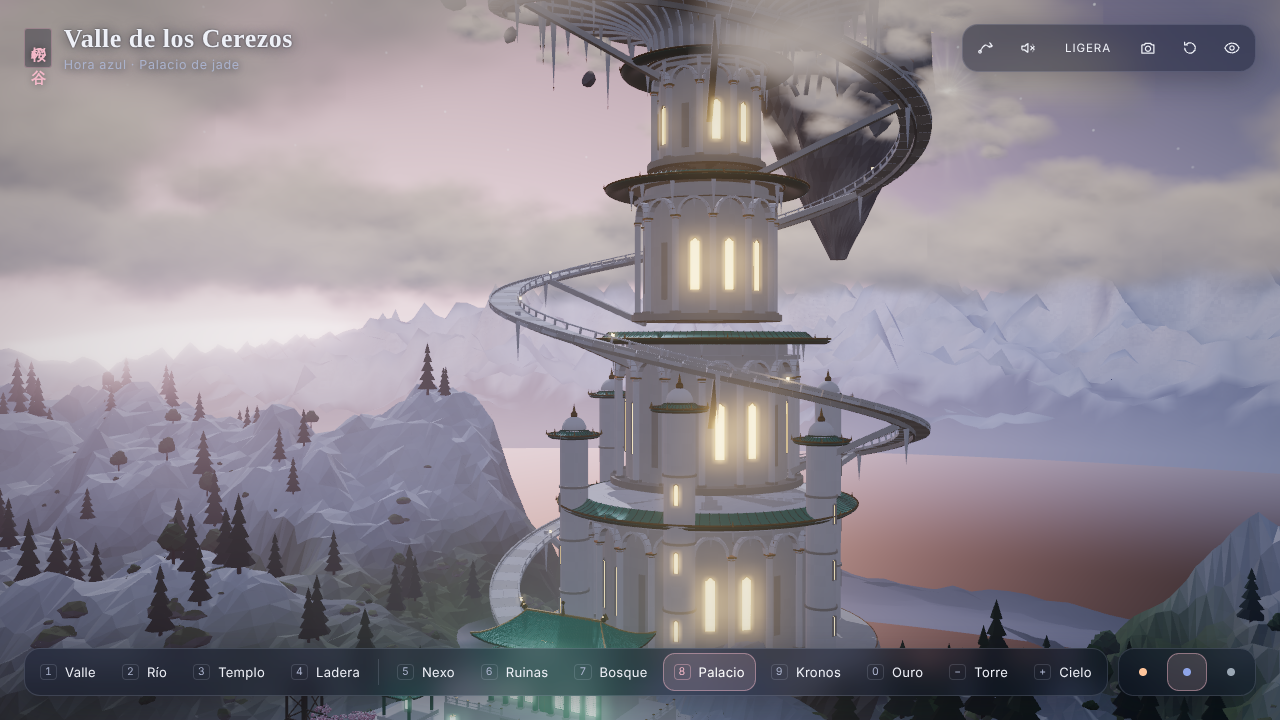 桜谷
Valle de los Cerezos
Hora azul · Palacio de jade
LIGERA
1 Valle
2 Río
3 Templo
4 Ladera
5 Nexo
6 Ruinas
7 Bosque
8 Palacio
9 Kronos
0 Ouro
− Torre
+ Cielo